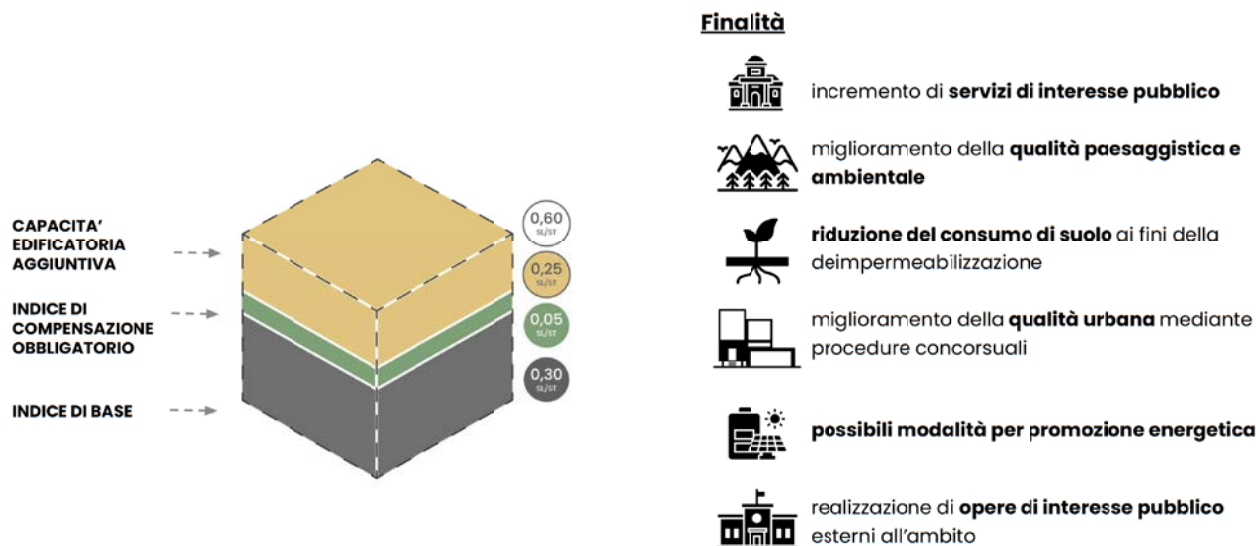 CAPACITA’
EDIFICATORIA
AGGIUNTIVA
INDICE DI
COMPENSAZIONE
OBBLIGATORIO
INDICE DI BASE
0,60
SL/ST
0,25
SL/ST
0,05
SL/ST
0,30
SL/ST
Finalità
incremento di servizi di interesse pubblico
miglioramento della qualità paesaggistica e
ambientale
riduzione del consumo di suolo ai fini della
deimpermeabilizzazione
miglioramento della qualità urbana mediante
procedure concorsuali
possibili modalità per promozione energetica
realizzazione di opere di interesse pubblico
esterni all’ambito